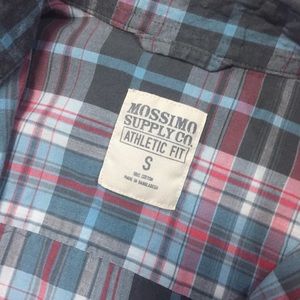 MOSSIMO
SUPPLY CO.
ATHLETIC FIT
S
100% COTTON
MADE IN BANGLADESH